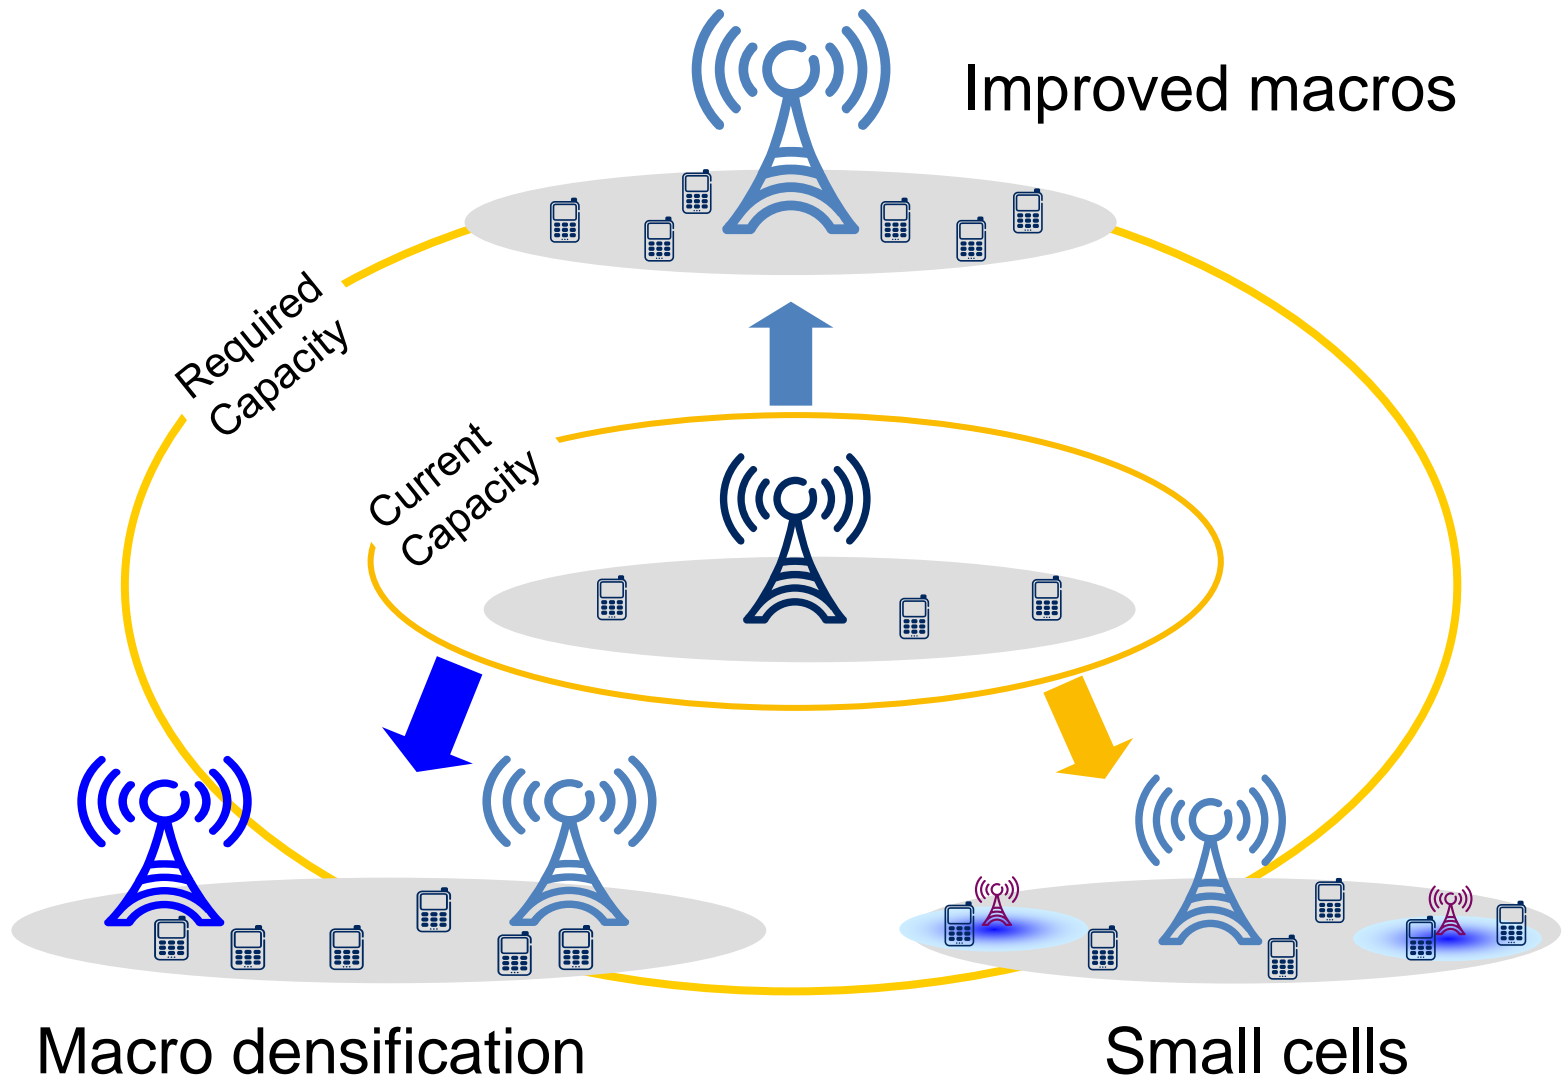 Improved macros
Required
Capacity
Current
Capacity
Macro densification
Small cells